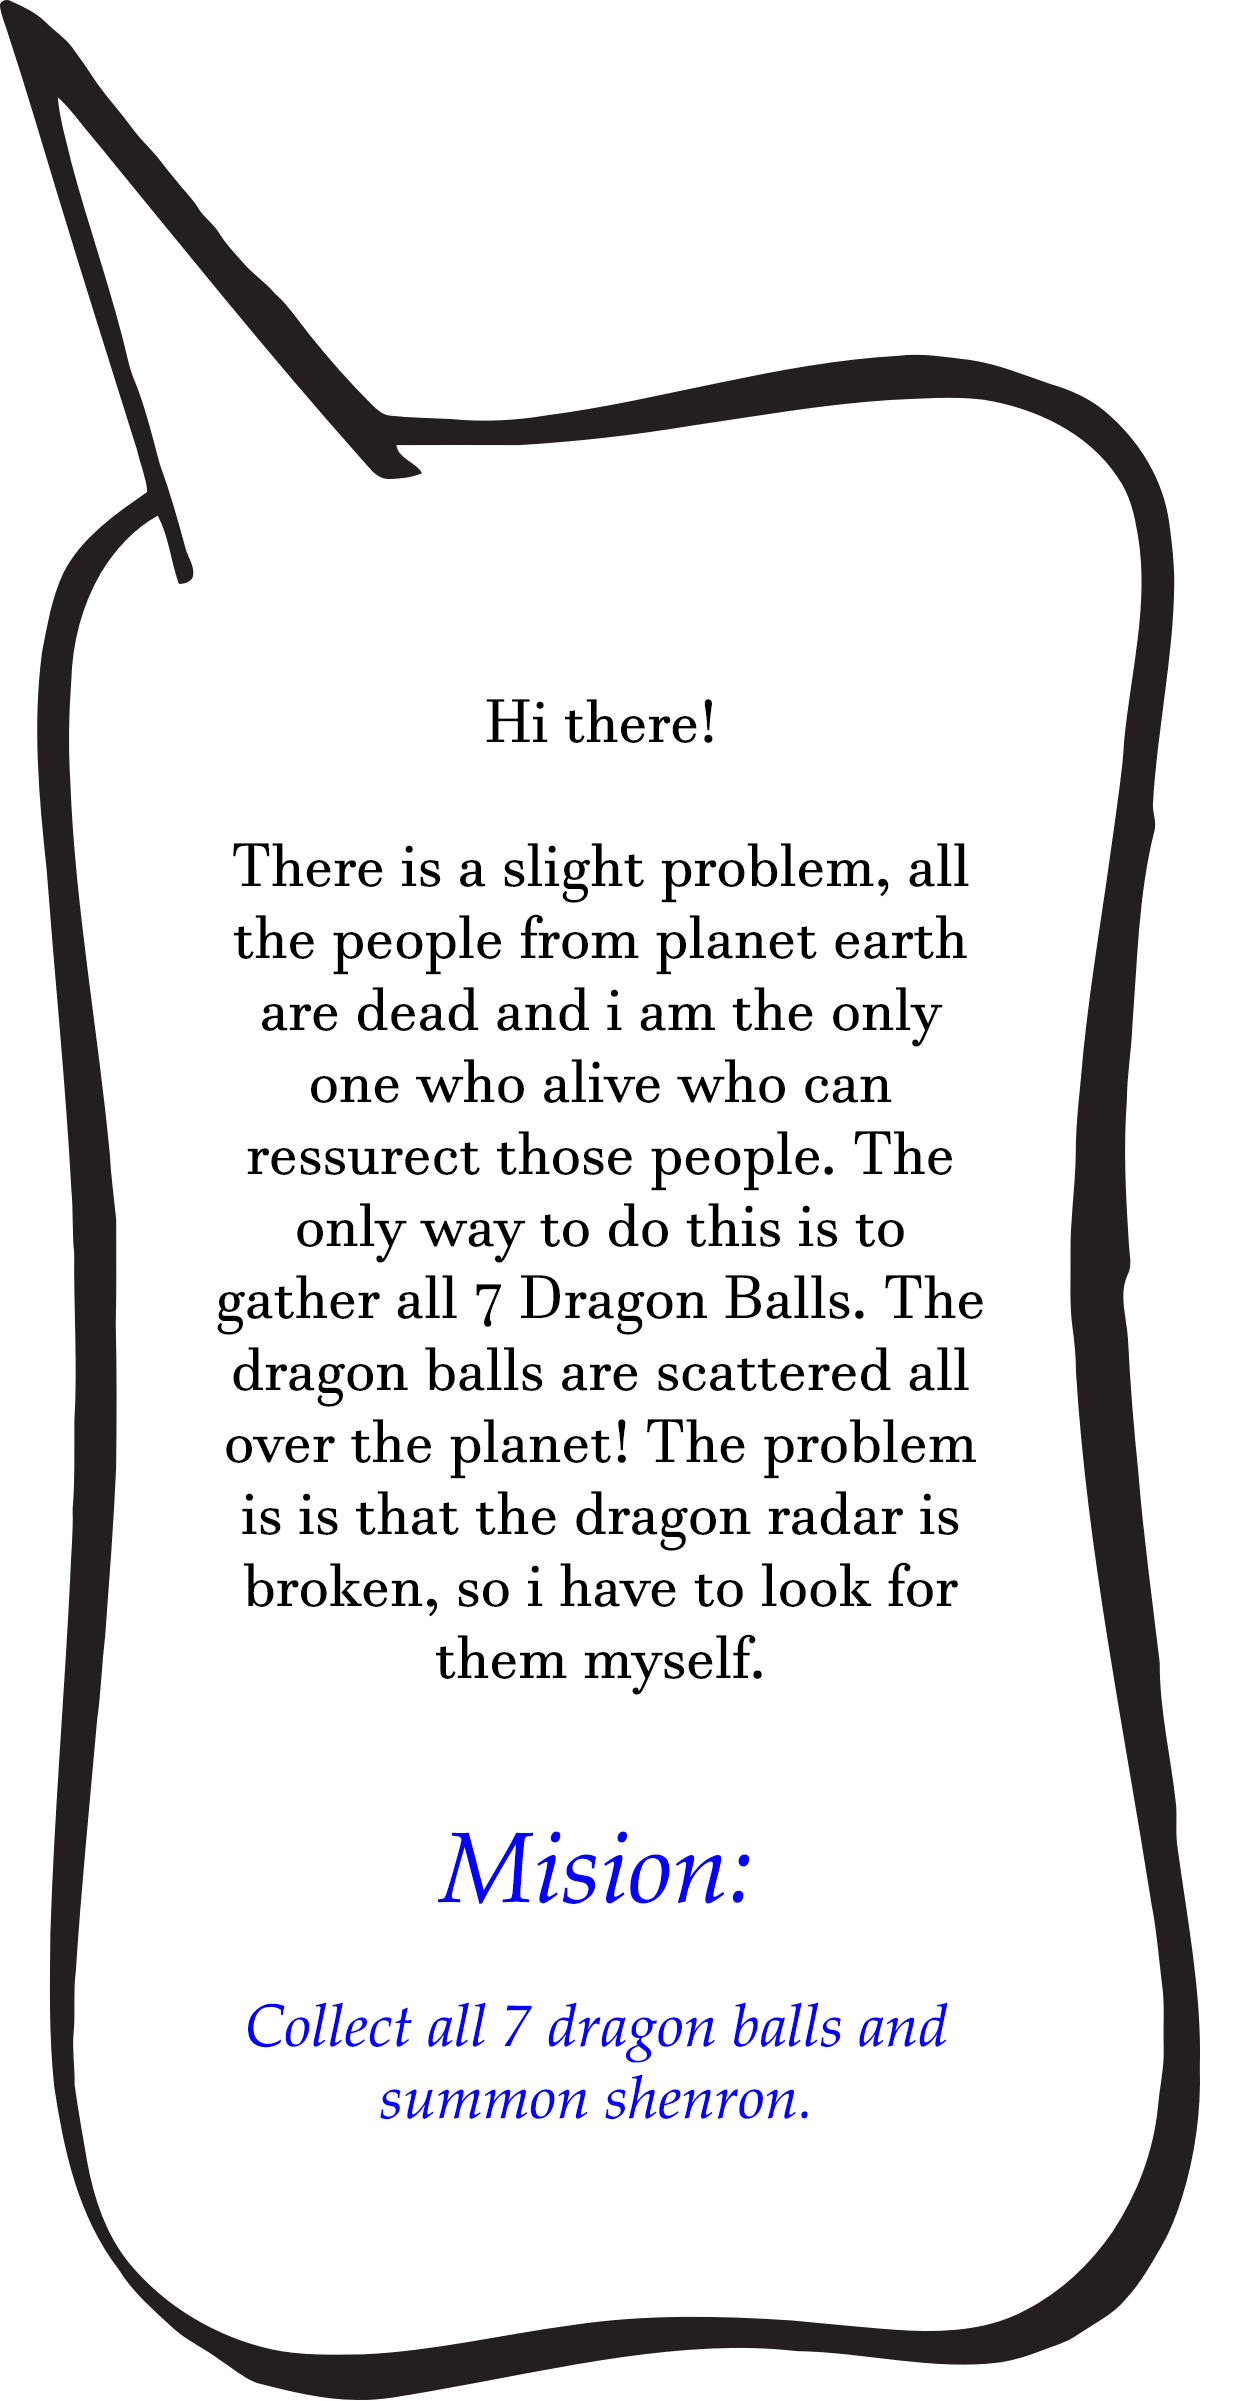 Hi there!
There is a slight problem, all
the people from planet earth
are dead and i am the only
one who alive who can
ressurect those people. The
only way to do this is to
gather all 7 Dragon Balls. The
dragon balls are scattered all
over the planet! The problem
is is that the dragon radar is
broken, so i have to look for
them myself.
Mision:
Collect all 7 dragon balls and
summon shenron.